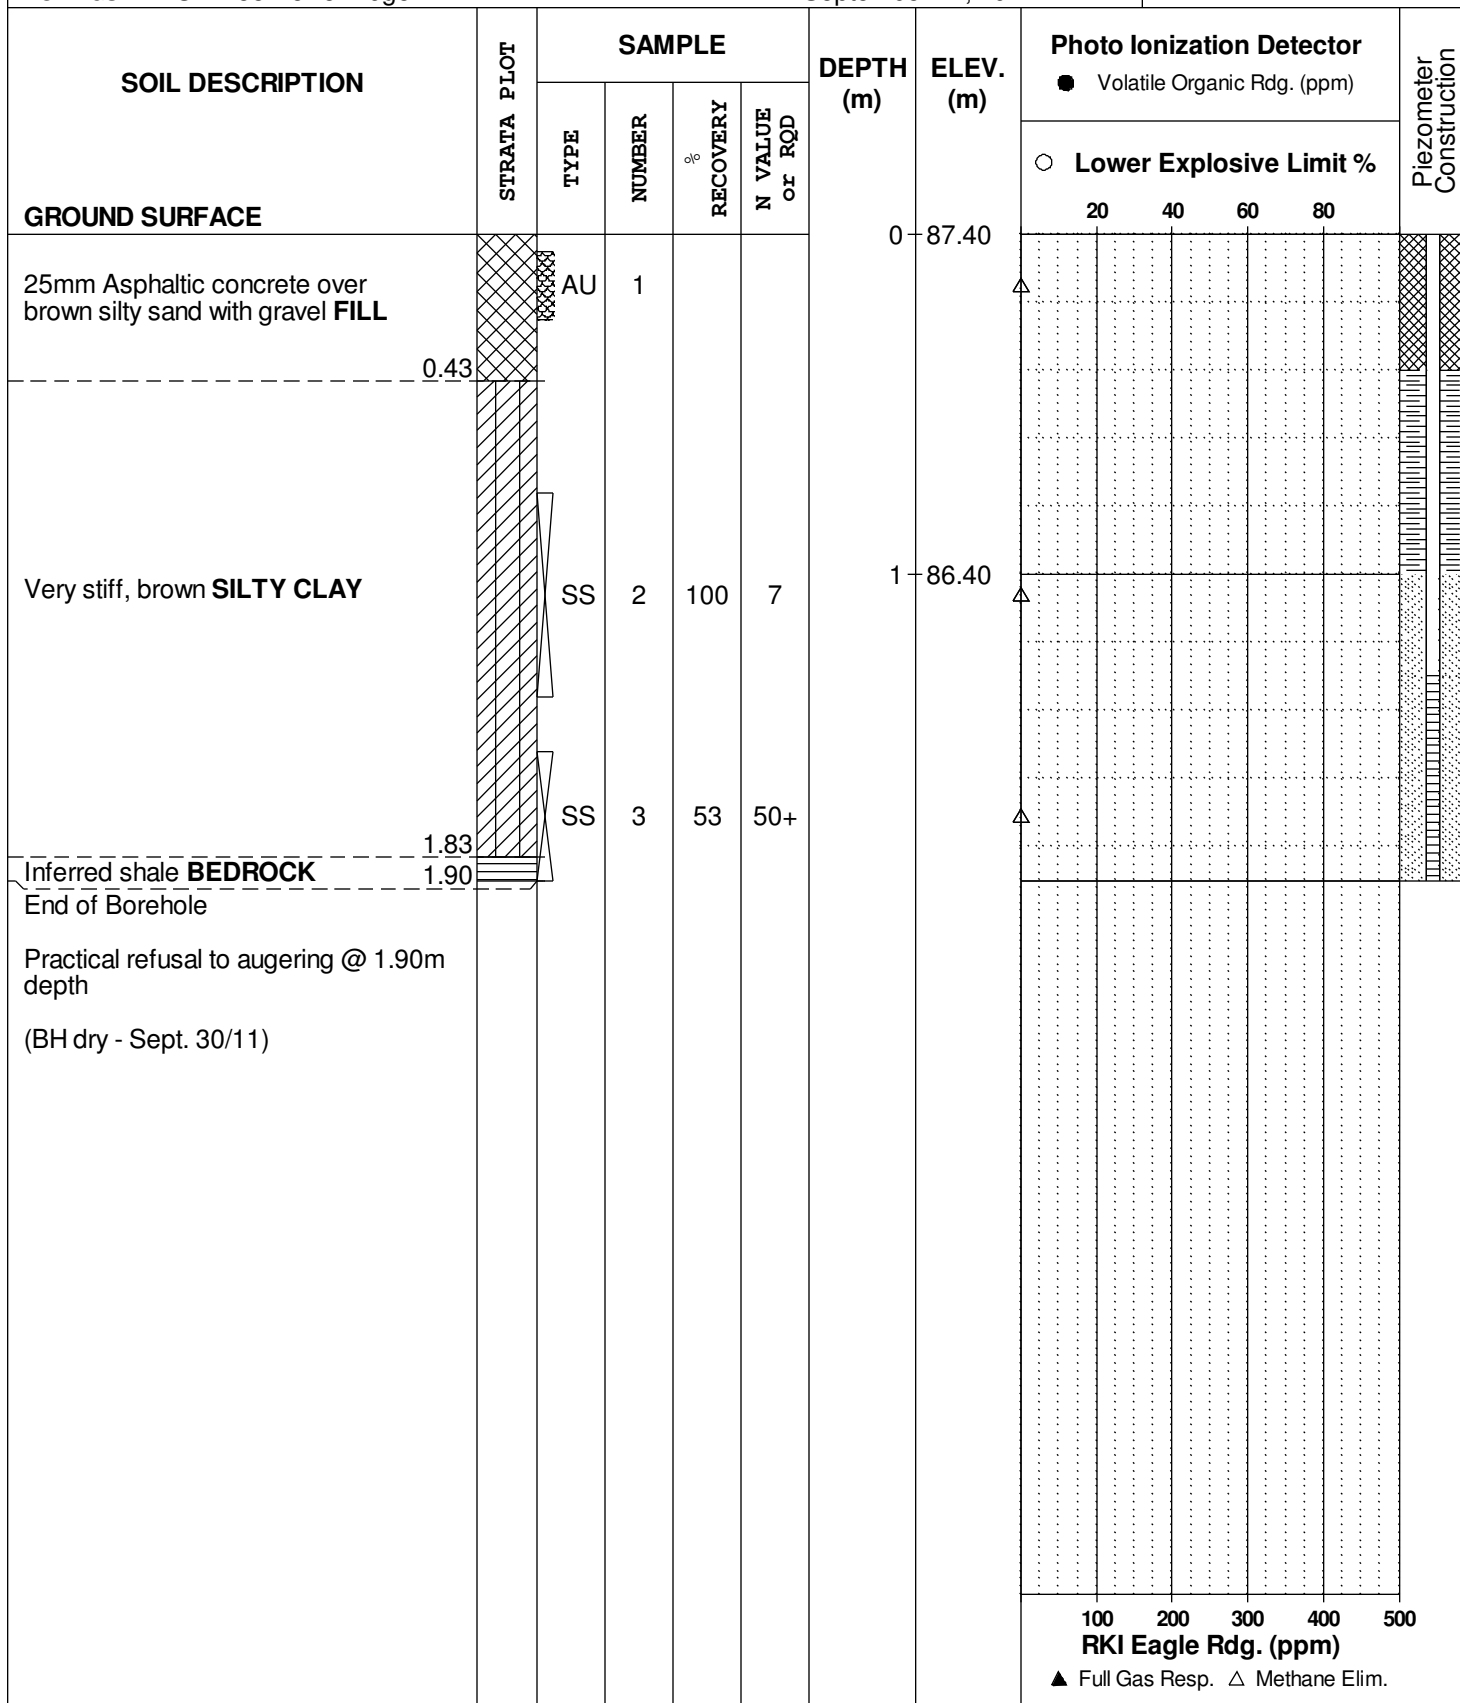 SOIL DESCRIPTION
GROUND SURFACE
STRATA PLOT
SAMPLE
TYPE
NUMBER
%
RECOVERY
N VALUE
or RQD
DEPTH
(m)
ELEV.
(m)
Photo Ionization Detector
● Volatile Organic Rdg. (ppm)
○ Lower Explosive Limit %
20 40 60 80
Piezometer
Construction
0 87.40
25mm Asphaltic concrete over
brown silty sand with gravel FILL
0.43
AU 1
1 86.40
Very stiff, brown SILTY CLAY
SS 2 100 7
SS 3 53 50+
1.83
Inferred shale BEDROCK 1.90
End of Borehole
Practical refusal to augering @ 1.90m
depth
(BH dry - Sept. 30/11)
100 200 300 400 500
RKI Eagle Rdg. (ppm)
▲ Full Gas Resp. △ Methane Elim.